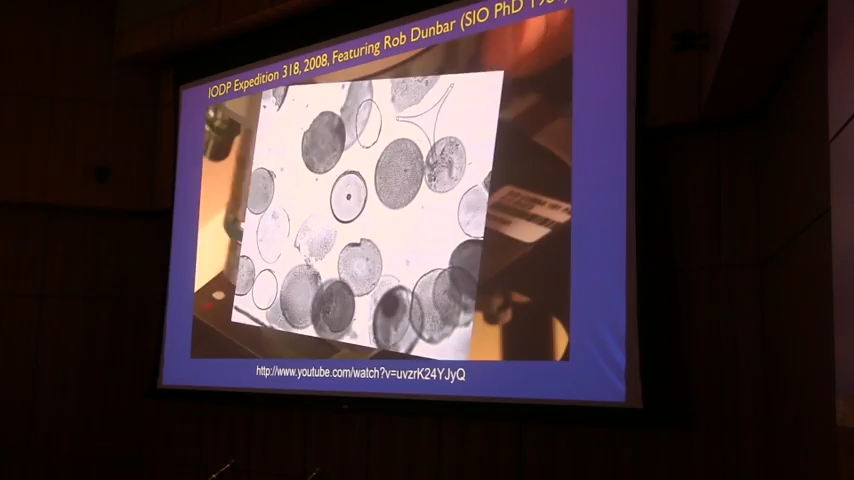 IODP Expedition 318, 2008, Featuring Rob Dunbar (SIO PhD
http://www.youtube.com/watch?v=uvzrK24YJyQ